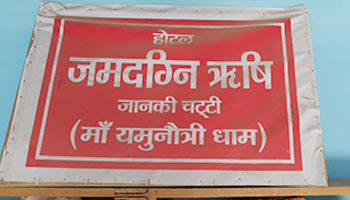 होटल
जमदग्नि ऋषि
जानकी चट्टी
(माँ यमुनौत्री धाम)